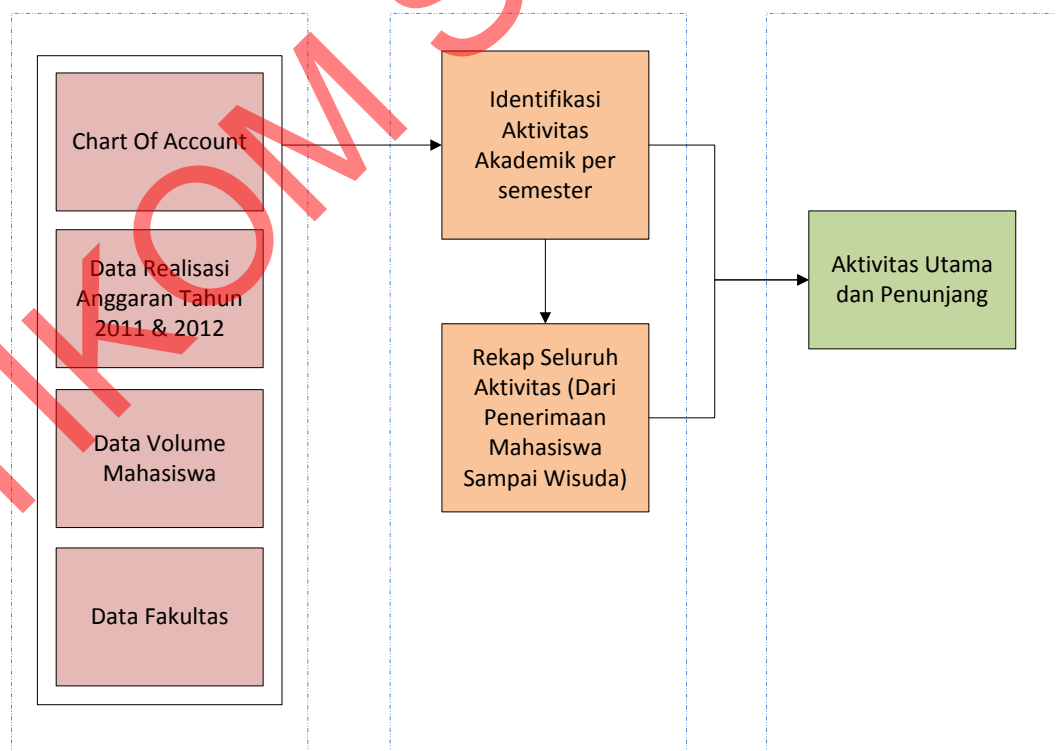 Chart Of Account
Data Realisasi
Anggaran Tahun
2011 & 2012
Data Volume
Mahasiswa
Data Fakultas
Identifikasi
Aktivitas
Akademik per
semester
Rekap Seluruh
Aktivitas (Dari
Penerimaan
Mahasiswa
Sampai Wisuda)
Aktivitas Utama
dan Penunjang
IKOMS